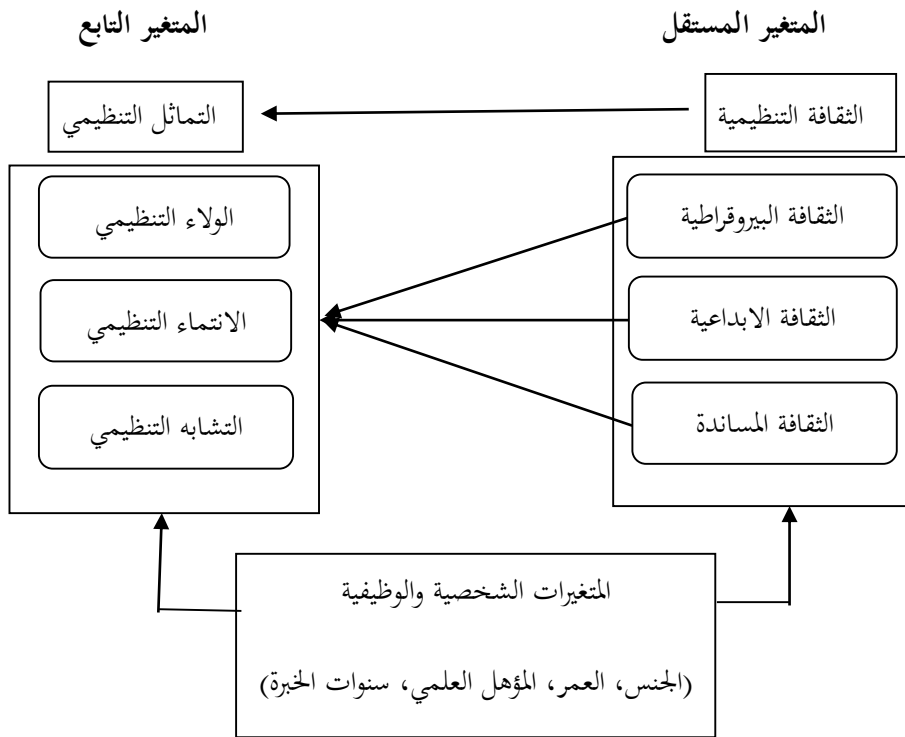 المتغير المستقل
المتغير التابع
الثقافة التنظيمية
التماثل التنظيمي
الثقافة البيروقراطية
الثقافة الابداعية
الثقافة المساندة
الولاء التنظيمي
الانتماء التنظيمي
التشابه التنظيمي
المتغيرات الشخصية والوظيفية
(الجنس، العمر، المؤهل العلمي، سنوات الخبرة)